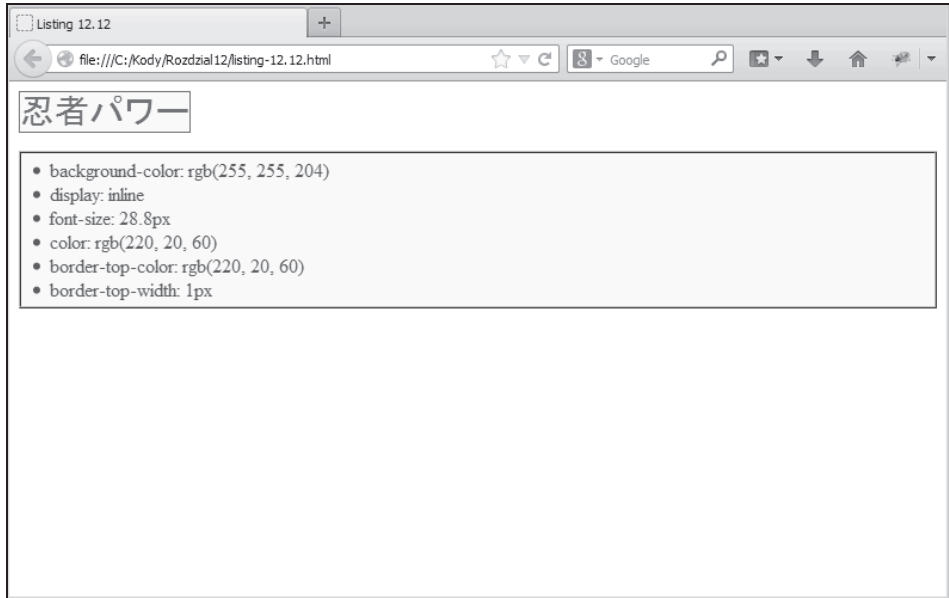 Listing 12.12
file:///C:/Kody/Rozdzial12/listing-12.12.html
8 Google
忍者パワー
background-color: rgb(255, 255, 204)
display: inline
font-size: 28.8px
color: rgb(220, 20, 60)
border-top-color: rgb(220, 20, 60)
border-top-width: 1px